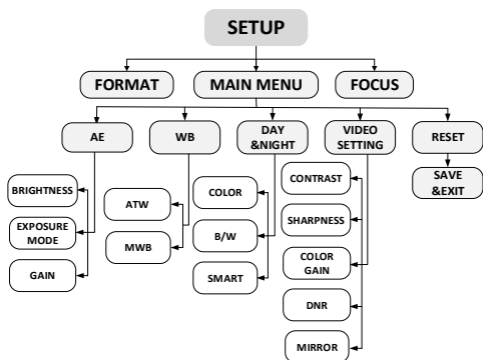 SETUP
FORMAT
MAIN MENU
FOCUS
AE
WB
DAY
&NIGHT
VIDEO
SETTING
RESET
SAVE
&EXIT
BRIGHTNESS
EXPOSURE
MODE
GAIN
ATW
MWB
COLOR
B/W
SMART
CONTRAST
SHARPNESS
COLOR
GAIN
DNR
MIRROR